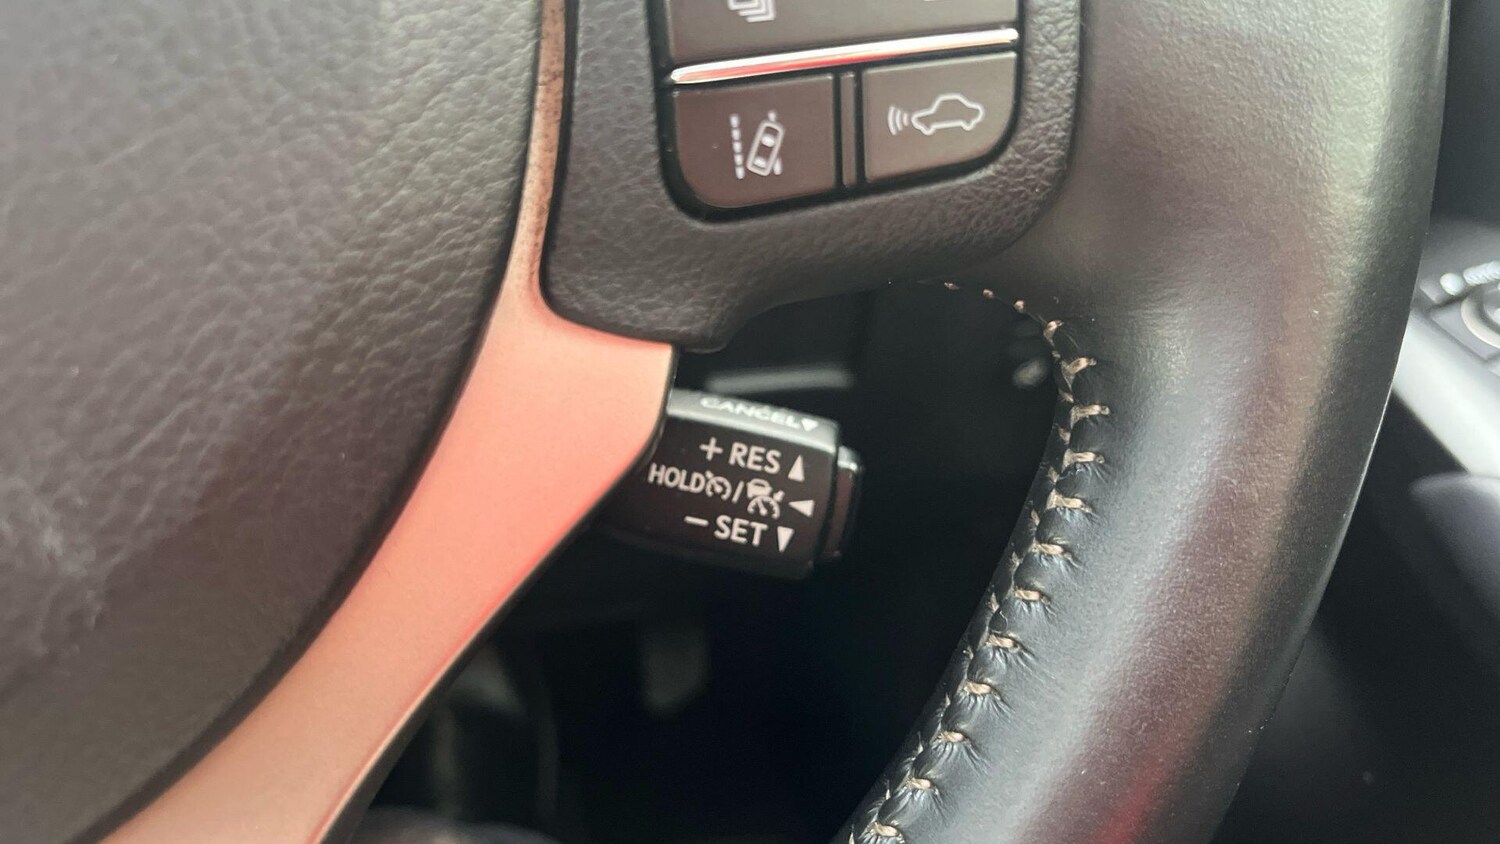 CANCEL▼
+ RES ▲
HOLD / ◀
− SET ▼